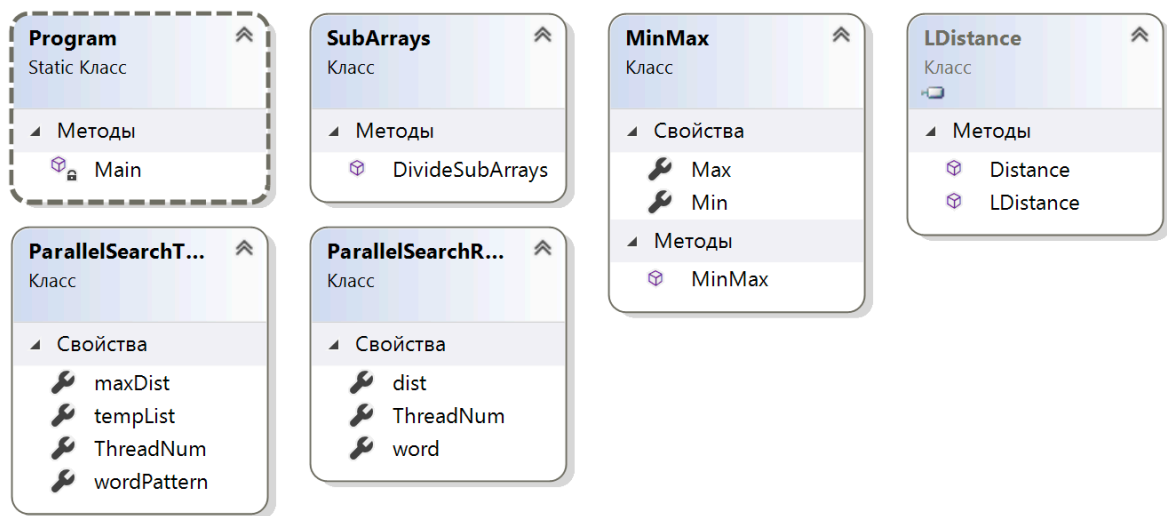 Program
Static Класс
Методы
Main
SubArrays
Класс
Методы
DivideSubArrays
MinMax
Класс
Свойства
Max
Min
Методы
MinMax
LDistance
Класс
Методы
Distance
LDistance
ParallelSearchT...
Класс
Свойства
maxDist
tempList
ThreadNum
wordPattern
ParallelSearchR...
Класс
Свойства
dist
ThreadNum
word